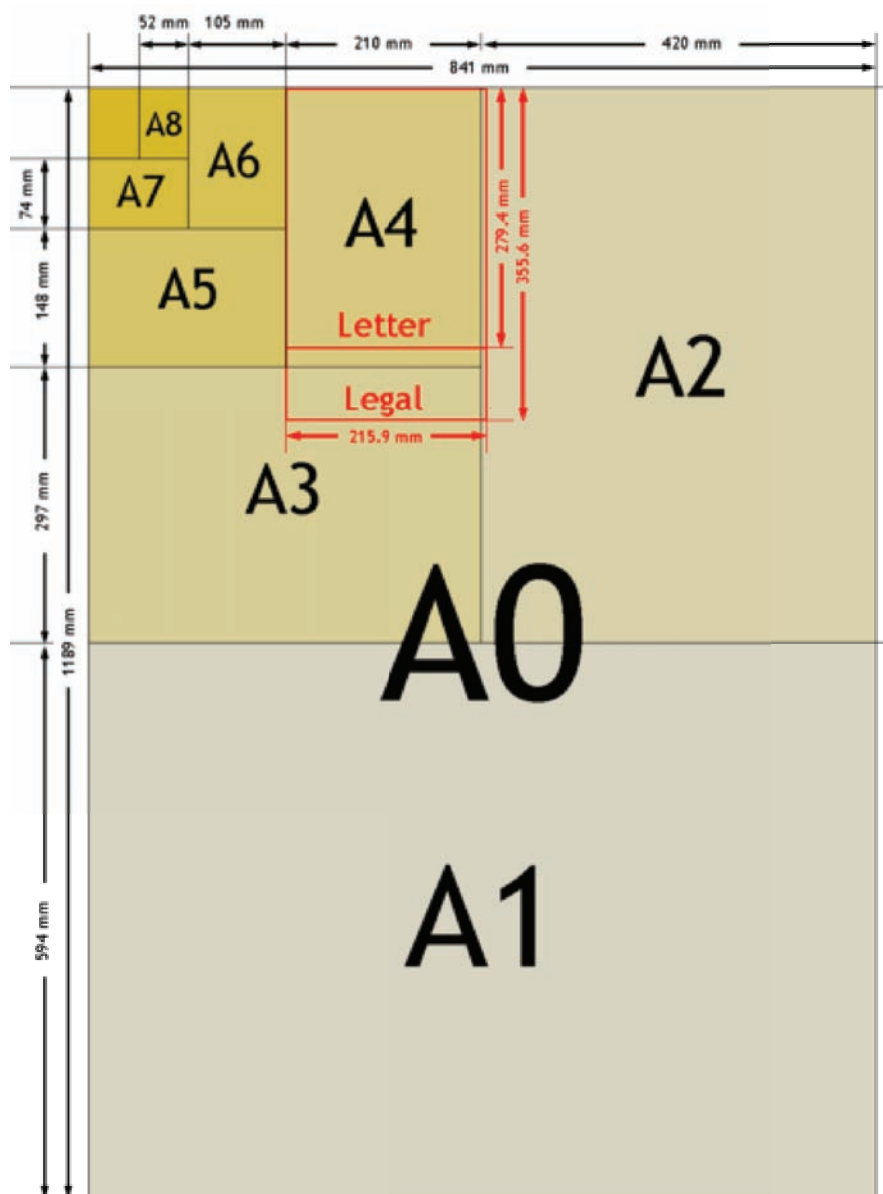 52 mm 105 mm
210 mm
420 mm
841 mm
A8
A6
A7
A4
74 mm
279.4 mm
355.6 mm
148 mm
A5
Letter
A2
Legal
215.9 mm
A3
297 mm
A0
1189 mm
A1
594 mm